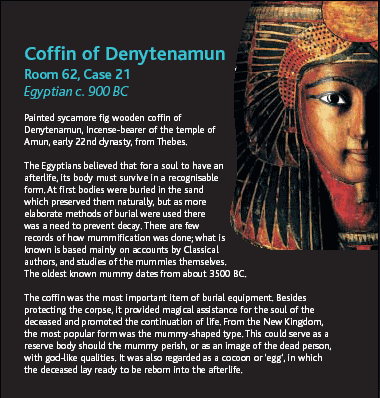 Coffin of Denytenamun
Room 62, Case 21
Egyptian c. 900 BC
Painted sycamore fig wooden coffin of
Denytenamun, incense-bearer of the temple of
Amun, early 22nd dynasty, from Thebes.
The Egyptians believed that for a soul to have an
afterlife, its body must survive in a recognisable
form. At first bodies were buried in the sand
which preserved them naturally, but as more
elaborate methods of burial were used there
was a need to prevent decay. There are few
records of how mummification was done; what is
known is based mainly on accounts by Classical
authors, and studies of the mummies themselves.
The oldest known mummy dates from about 3500 BC.
The coffin was the most important item of burial equipment. Besides
protecting the corpse, it provided magical assistance for the soul of the
deceased and promoted the continuation of life. From the New Kingdom,
the most popular form was the mummy-shaped type. This could serve as a
reserve body should the mummy perish, or as an image of the dead person,
with god-like qualities. It was also regarded as a cocoon or 'egg', in which
the deceased lay ready to be reborn into the afterlife.